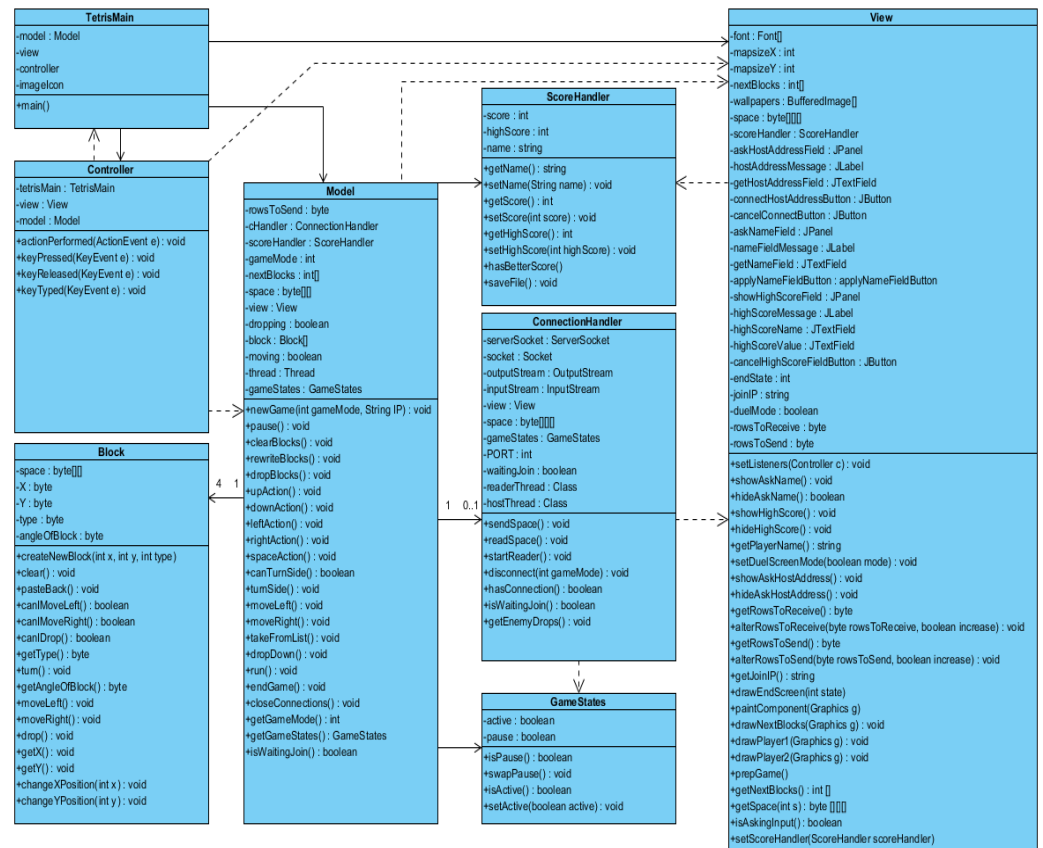 TetrisMain
-model : Model
-view
-controller
-imageIcon
+main()
Controller
-tetrisMain : TetrisMain
-view : View
-model : Model
+actionPerformed(ActionEvent e) : void
+keyPressed(KeyEvent e) : void
+keyReleased(KeyEvent e) : void
+keyTyped(KeyEvent e) : void
Block
-space : byte[][]
-X : byte
-Y : byte
-type : byte
-angleOfBlock : byte
+createNewBlock(int x, int y, int type)
+clear() : void
+pasteBack() : void
+canIMoveLeft() : boolean
+canIMoveRight() : boolean
+canIDrop() : boolean
+getType() : byte
+turn() : void
+getAngleOfBlock() : byte
+moveLeft() : void
+moveRight() : void
+drop() : void
+getX() : void
+getY() : void
+changeXPosition(int x) : void
+changeYPosition(int y) : void
4 1
Model
-rowsToSend : byte
-cHandler : ConnectionHandler
-scoreHandler : ScoreHandler
-gameMode : int
-nextBlocks : int[]
-space : byte[][]
-view : View
-dropping : boolean
-block : Block[]
-moving : boolean
-thread : Thread
-gameStates : GameStates
+newGame(int gameMode, String IP) : void
+pause() : void
+clearBlocks() : void
+rewriteBlocks() : void
+dropBlocks() : void
+upAction() : void
+downAction() : void
+leftAction() : void
+rightAction() : void
+spaceAction() : void
+canTurnSide() : boolean
+turnSide() : void
+moveLeft() : void
+moveRight() : void
+takeFromList() : void
+dropDown() : void
+run() : void
+endGame() : void
+closeConnections() : void
+getGameMode() : int
+getGameStates() : GameStates
+isWaitingJoin() : boolean
1 0..1
ScoreHandler
-score : int
-highScore : int
-name : string
+getName() : string
+setName(String name) : void
+getScore() : int
+setScore(int score) : void
+getHighScore() : int
+setHighScore(int highScore) : void
+hasBetterScore()
+saveFile() : void
ConnectionHandler
-serverSocket : ServerSocket
-socket : Socket
-outputStream : OutputStream
-inputStream : InputStream
-view : View
-space : byte[][][]
-gameStates : GameStates
-PORT : int
-waitingJoin : boolean
-readerThread : Class
-hostThread : Class
+sendSpace() : void
+readSpace() : void
+startReader() : void
+disconnect(int gameMode) : void
+hasConnection() : boolean
+isWaitingJoin() : boolean
+getEnemyDrops() : void
GameStates
-active : boolean
-pause : boolean
+isPause() : boolean
+swapPause() : void
+isActive() : boolean
+setActive(boolean active) : void
View
-font : Font[]
-mapsizeX : int
-mapsizeY : int
-nextBlocks : int[]
-wallpapers : BufferedImage[]
-space : byte[][][]
-scoreHandler : ScoreHandler
-askHostAddressField : JPanel
-hostAddressMessage : JLabel
-getHostAddressField : JTextField
-connectHostAddressButton : JButton
-cancelConnectButton : JButton
-askNameField : JPanel
-nameFieldMessage : JLabel
-getNameField : JTextField
-applyNameFieldButton : applyNameFieldButton
-showHighScoreField : JPanel
-highScoreMessage : JLabel
-highScoreName : JTextField
-highScoreValue : JTextField
-cancelHighScoreFieldButton : JButton
-endState : int
-joinIP : string
-duelMode : boolean
-rowsToReceive : byte
-rowsToSend : byte
+setListeners(Controller c) : void
+showAskName() : void
+hideAskName() : boolean
+showHighScore() : void
+hideHighScore() : void
+getPlayerName() : string
+setDuelScreenMode(boolean mode) : void
+showAskHostAddress() : void
+hideAskHostAddress() : void
+getRowsToReceive() : byte
+alterRowsToReceive(byte rowsToReceive, boolean increase) : void
+getRowsToSend() : byte
+alterRowsToSend(byte rowsToSend, boolean increase) : void
+getJoinIP() : string
+drawEndScreen(int state)
+paintComponent(Graphics g)
+drawNextBlocks(Graphics g) : void
+drawPlayer1(Graphics g) : void
+drawPlayer2(Graphics g) : void
+prepGame()
+getNextBlocks() : int []
+getSpace(int s) : byte [][][]
+isAskingInput() : boolean
+setScoreHandler(ScoreHandler scoreHandler)